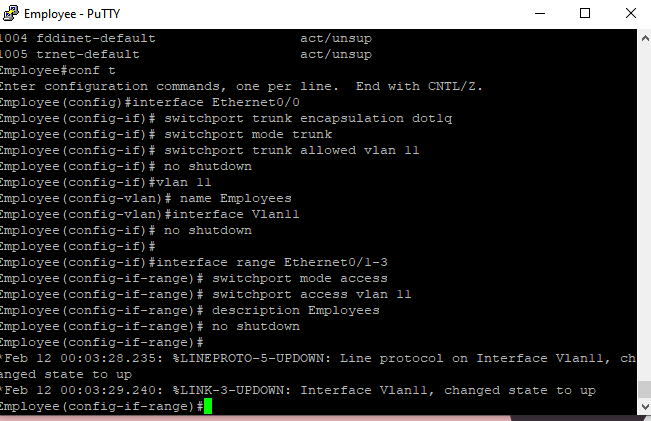 Employee - PuTTY
1004 fddinet-default                  act/unsup
1005 trnet-default                    act/unsup
Employee#conf t
Enter configuration commands, one per line.  End with CNTL/Z.
Employee(config)#interface Ethernet0/0
Employee(config-if)# switchport trunk encapsulation dot1q
Employee(config-if)# switchport mode trunk
Employee(config-if)# switchport trunk allowed vlan 11
Employee(config-if)# no shutdown
Employee(config-if)#vlan 11
Employee(config-vlan)# name Employees
Employee(config-vlan)#interface Vlan11
Employee(config-if)# no shutdown
Employee(config-if)#
Employee(config-if)#interface range Ethernet0/1-3
Employee(config-if-range)# switchport mode access
Employee(config-if-range)# switchport access vlan 11
Employee(config-if-range)# description Employees
Employee(config-if-range)# no shutdown
Employee(config-if-range)#
*Feb 12 00:03:28.235: %LINEPROTO-5-UPDOWN: Line protocol on Interface Vlan11, ch
anged state to up
*Feb 12 00:03:29.240: %LINK-3-UPDOWN: Interface Vlan11, changed state to up
Employee(config-if-range)#